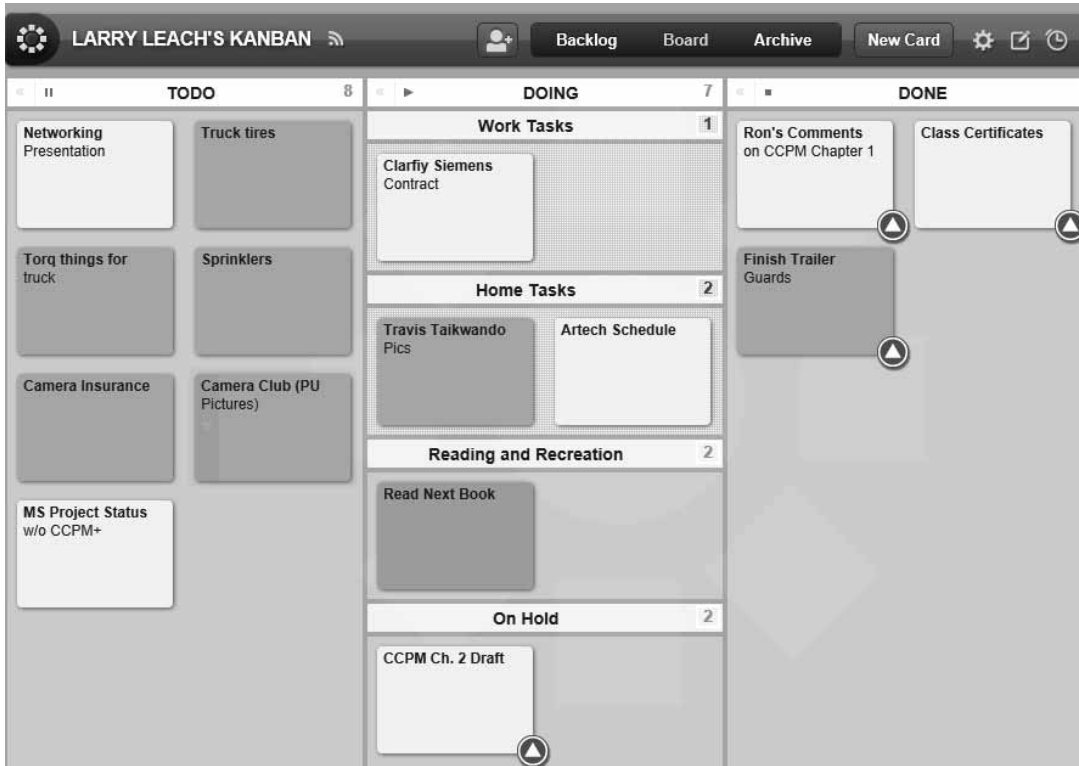 LARRY LEACH'S KANBAN
Backlog
Board
Archive
New Card
TODO
8
Networking
Presentation
Truck tires
Torq things for
truck
Sprinklers
Camera Insurance
Camera Club (PU
Pictures)
MS Project Status
w/o CCPM+
DOING
7
Work Tasks
1
Clarfiy Siemens
Contract
Home Tasks
2
Travis Taikwando
Pics
Artech Schedule
Reading and Recreation
2
Read Next Book
On Hold
2
CCPM Ch. 2 Draft
DONE
Ron's Comments
on CCPM Chapter 1
Class Certificates
Finish Trailer
Guards